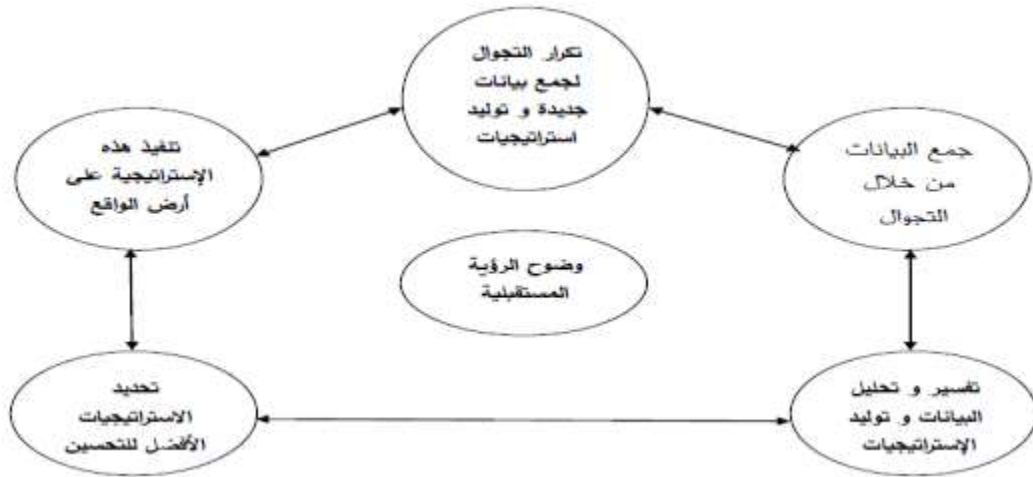 تكرار التجوال
لجمع بيانات
جديدة و توليد
استراتيجيات
جمع البيانات
من خلال
التجوال
تنفيذ هذه
الإستراتيجية على
أرض الواقع
وضوح الرؤية
المستقبلية
تفسير و تحليل
البيانات و توليد
الإستراتيجيات
تحديد
الاستراتيجيات
الأفضل للتحسين